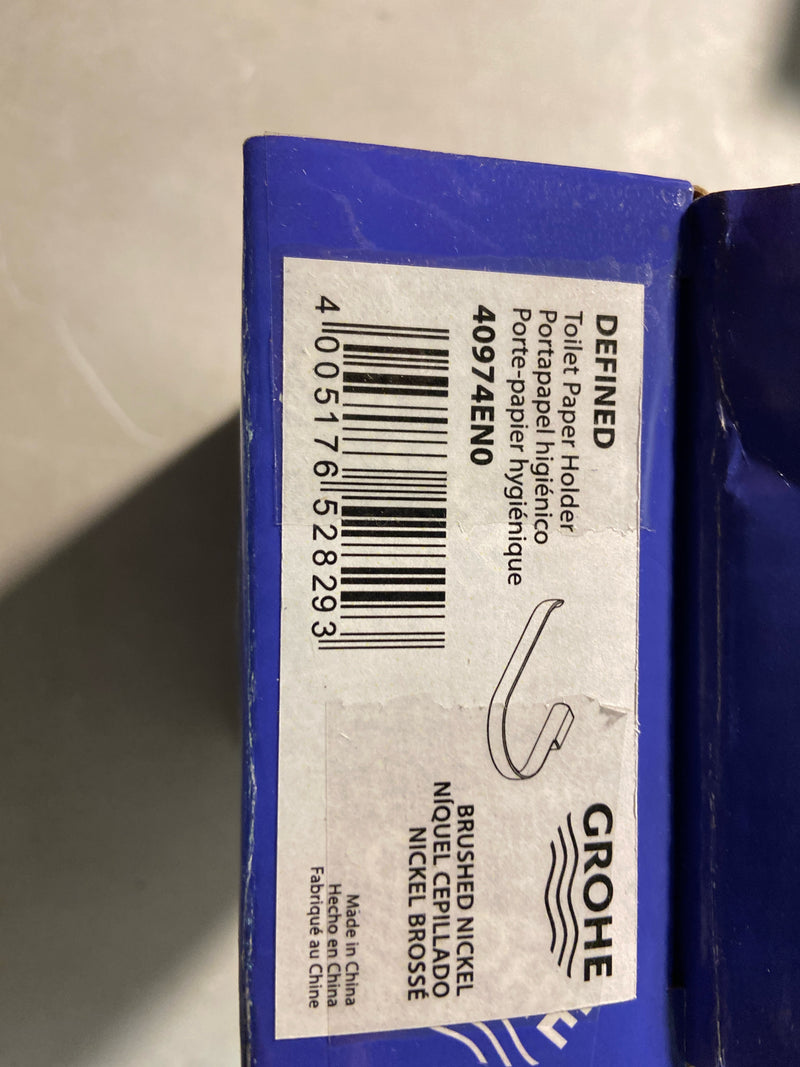 DEFINED
Toilet Paper Holder
Portapapel higiénico
Porte-papier hygiénique
40974EN0
4 005176 528293
GROHE
BRUSHED NICKEL
NÍQUEL CEPILLADO
NICKEL BROSSÉ
Made in China
Hecho en China
Fabriqué au Chine